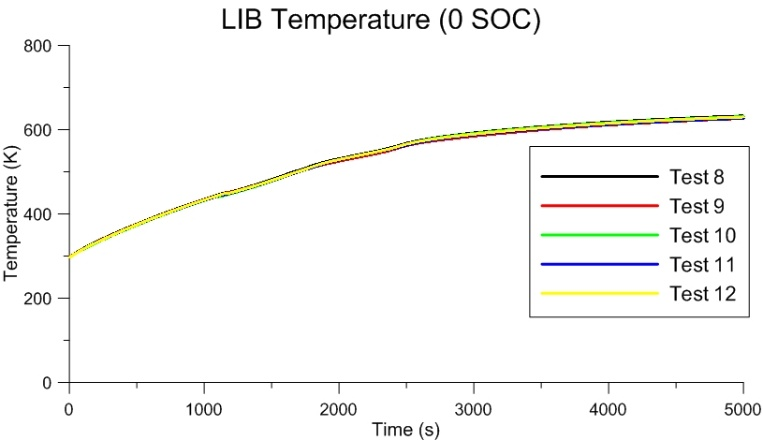 LIB Temperature (0 SOC)
800
600
400
200
0
Temperature (K)
Test 8
Test 9
Test 10
Test 11
Test 12
0 1000 2000 3000 4000 5000
Time (s)